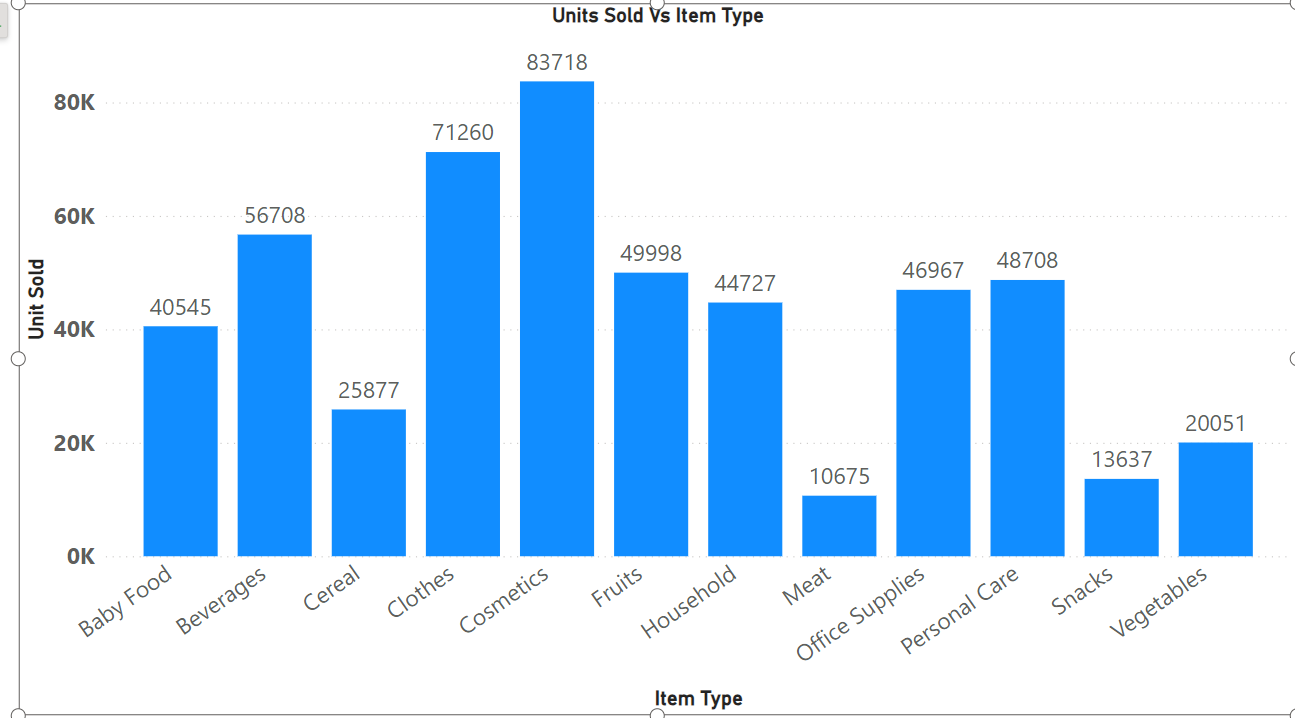 Units Sold Vs Item Type
Unit Sold
80K
60K
40K
20K
0K
40545
56708
25877
71260
83718
49998
44727
10675
46967
48708
13637
20051
Baby Food
Beverages
Cereal
Clothes
Cosmetics
Fruits
Household
Meat
Office Supplies
Personal Care
Snacks
Vegetables
Item Type